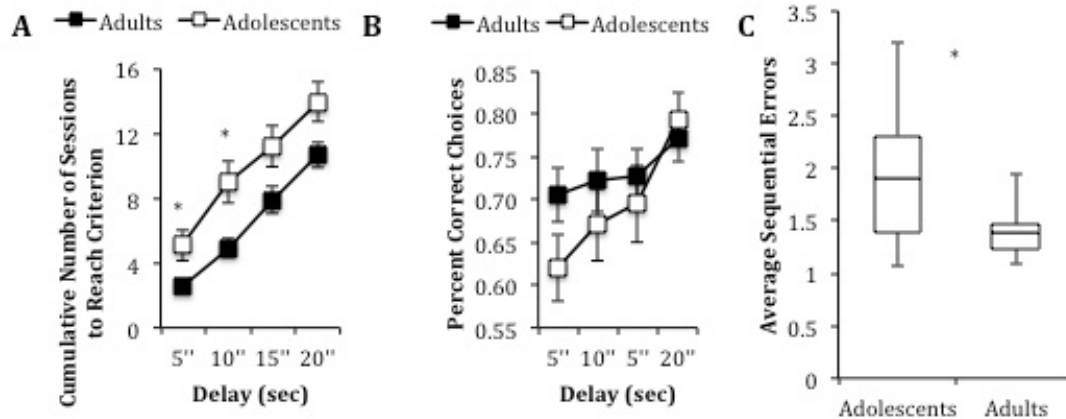 A
Adults Adolescents
Cumulative Number of Sessions
to Reach Criterion
16
12
8
4
0
*
*
5" 10" 15" 20"
Delay (sec)
B
Adults Adolescents
Percent Correct Choices
0.85
0.80
0.75
0.70
0.65
0.60
0.55
5" 10" 5" 20"
Delay (sec)
C
Average Sequential Errors
3.5
3
2.5
2
1.5
1
0.5
0
*
Adolescents Adults